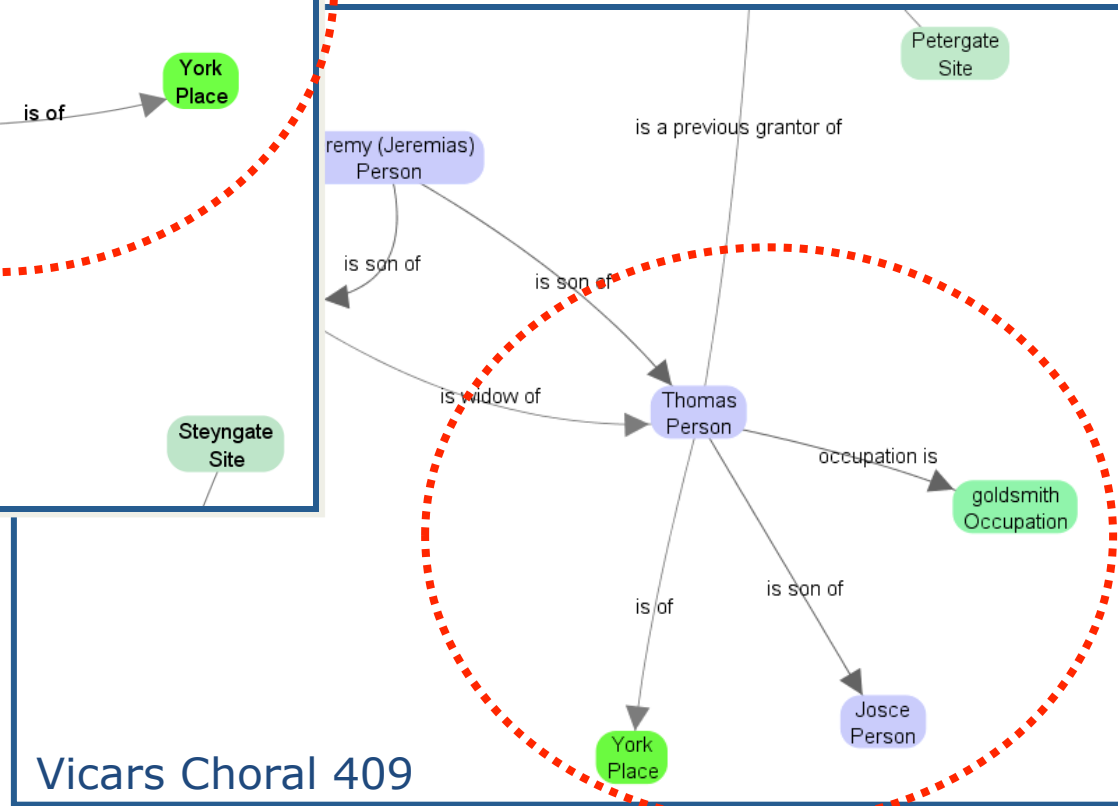 York
Place
is of
Petergate
Site
is a previous grantor of
remy (Jeremias)
Person
is son of
is son of
is widow of
Thomas
Person
occupation is
goldsmith
Occupation
Steyngate
Site
is of
is son of
Josce
Person
York
Place
Vicars Choral 409